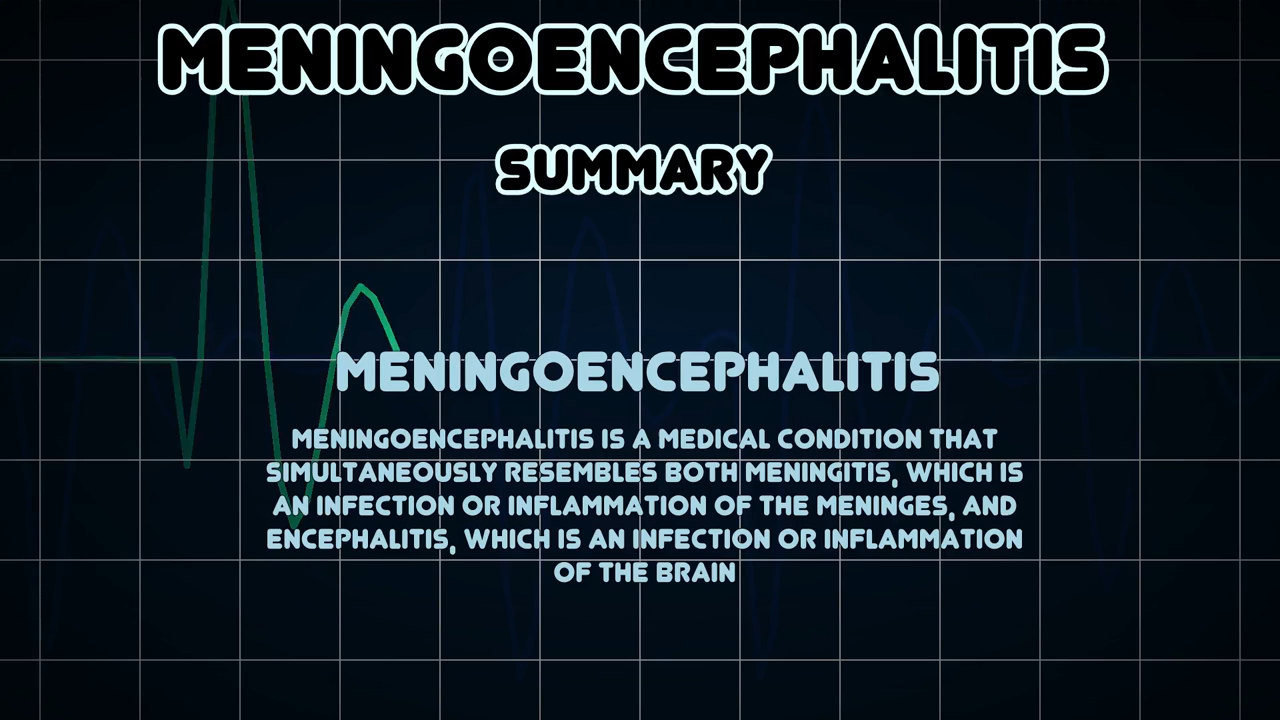 MENINGOENCEPHALITIS
SUMMARY
MENINGOENCEPHALITIS
MENINGOENCEPHALITIS IS A MEDICAL CONDITION THAT
SIMULTANEOUSLY RESEMBLES BOTH MENINGITIS, WHICH IS
AN INFECTION OR INFLAMMATION OF THE MENINGES, AND
ENCEPHALITIS, WHICH IS AN INFECTION OR INFLAMMATION
OF THE BRAIN